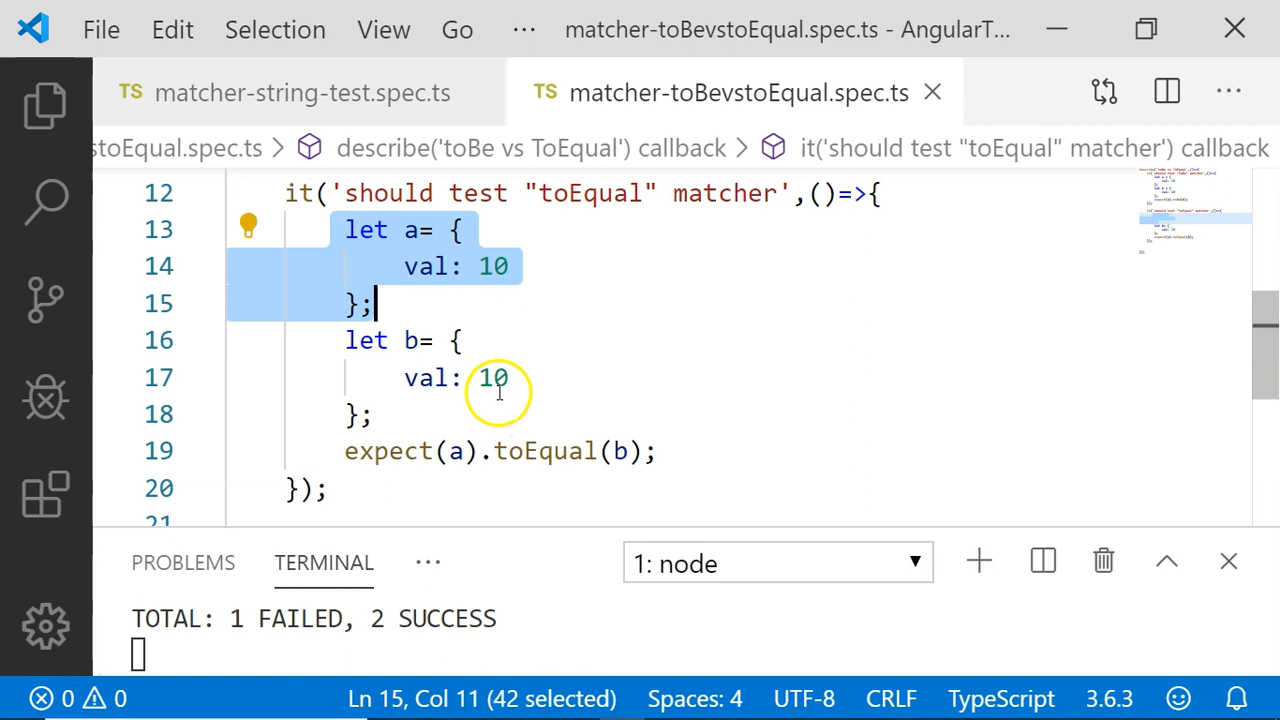 File Edit Selection View Go ··· matcher-toBevstoEqual.spec.ts - AngularT...
TS matcher-string-test.spec.ts TS matcher-toBevstoEqual.spec.ts
stoEqual.spec.ts > describe('toBe vs ToEqual') callback > it('should test "toEqual" matcher') callback
12 it('should test "toEqual" matcher',()=>{
13 let a= {
14 val: 10
15 };
16 let b= {
17 val: 10
18 };
19 expect(a).toEqual(b);
20 });
21
PROBLEMS TERMINAL ··· 1: node
TOTAL: 1 FAILED, 2 SUCCESS
0 0 Ln 15, Col 11 (42 selected) Spaces: 4 UTF-8 CRLF TypeScript 3.6.3